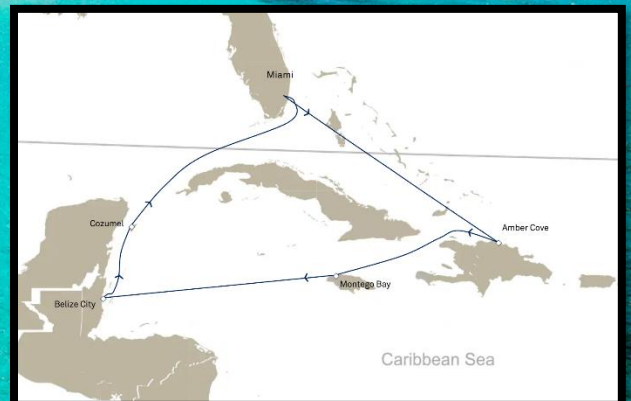 Miami
Cozumel
Amber Cove
Montego Bay
Belize City
Caribbean Sea